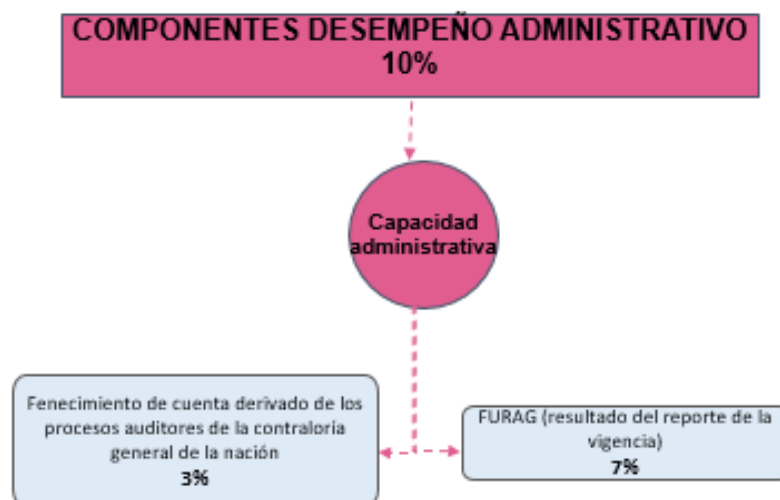 COMPONENTES DESEMPEÑO ADMINISTRATIVO
10%
Capacidad
administrativa
Fenecimiento de cuenta derivado de los
procesos auditores de la contraloría
general de la nación
3%
FURAG (resultado del reporte de la
vigencia)
7%